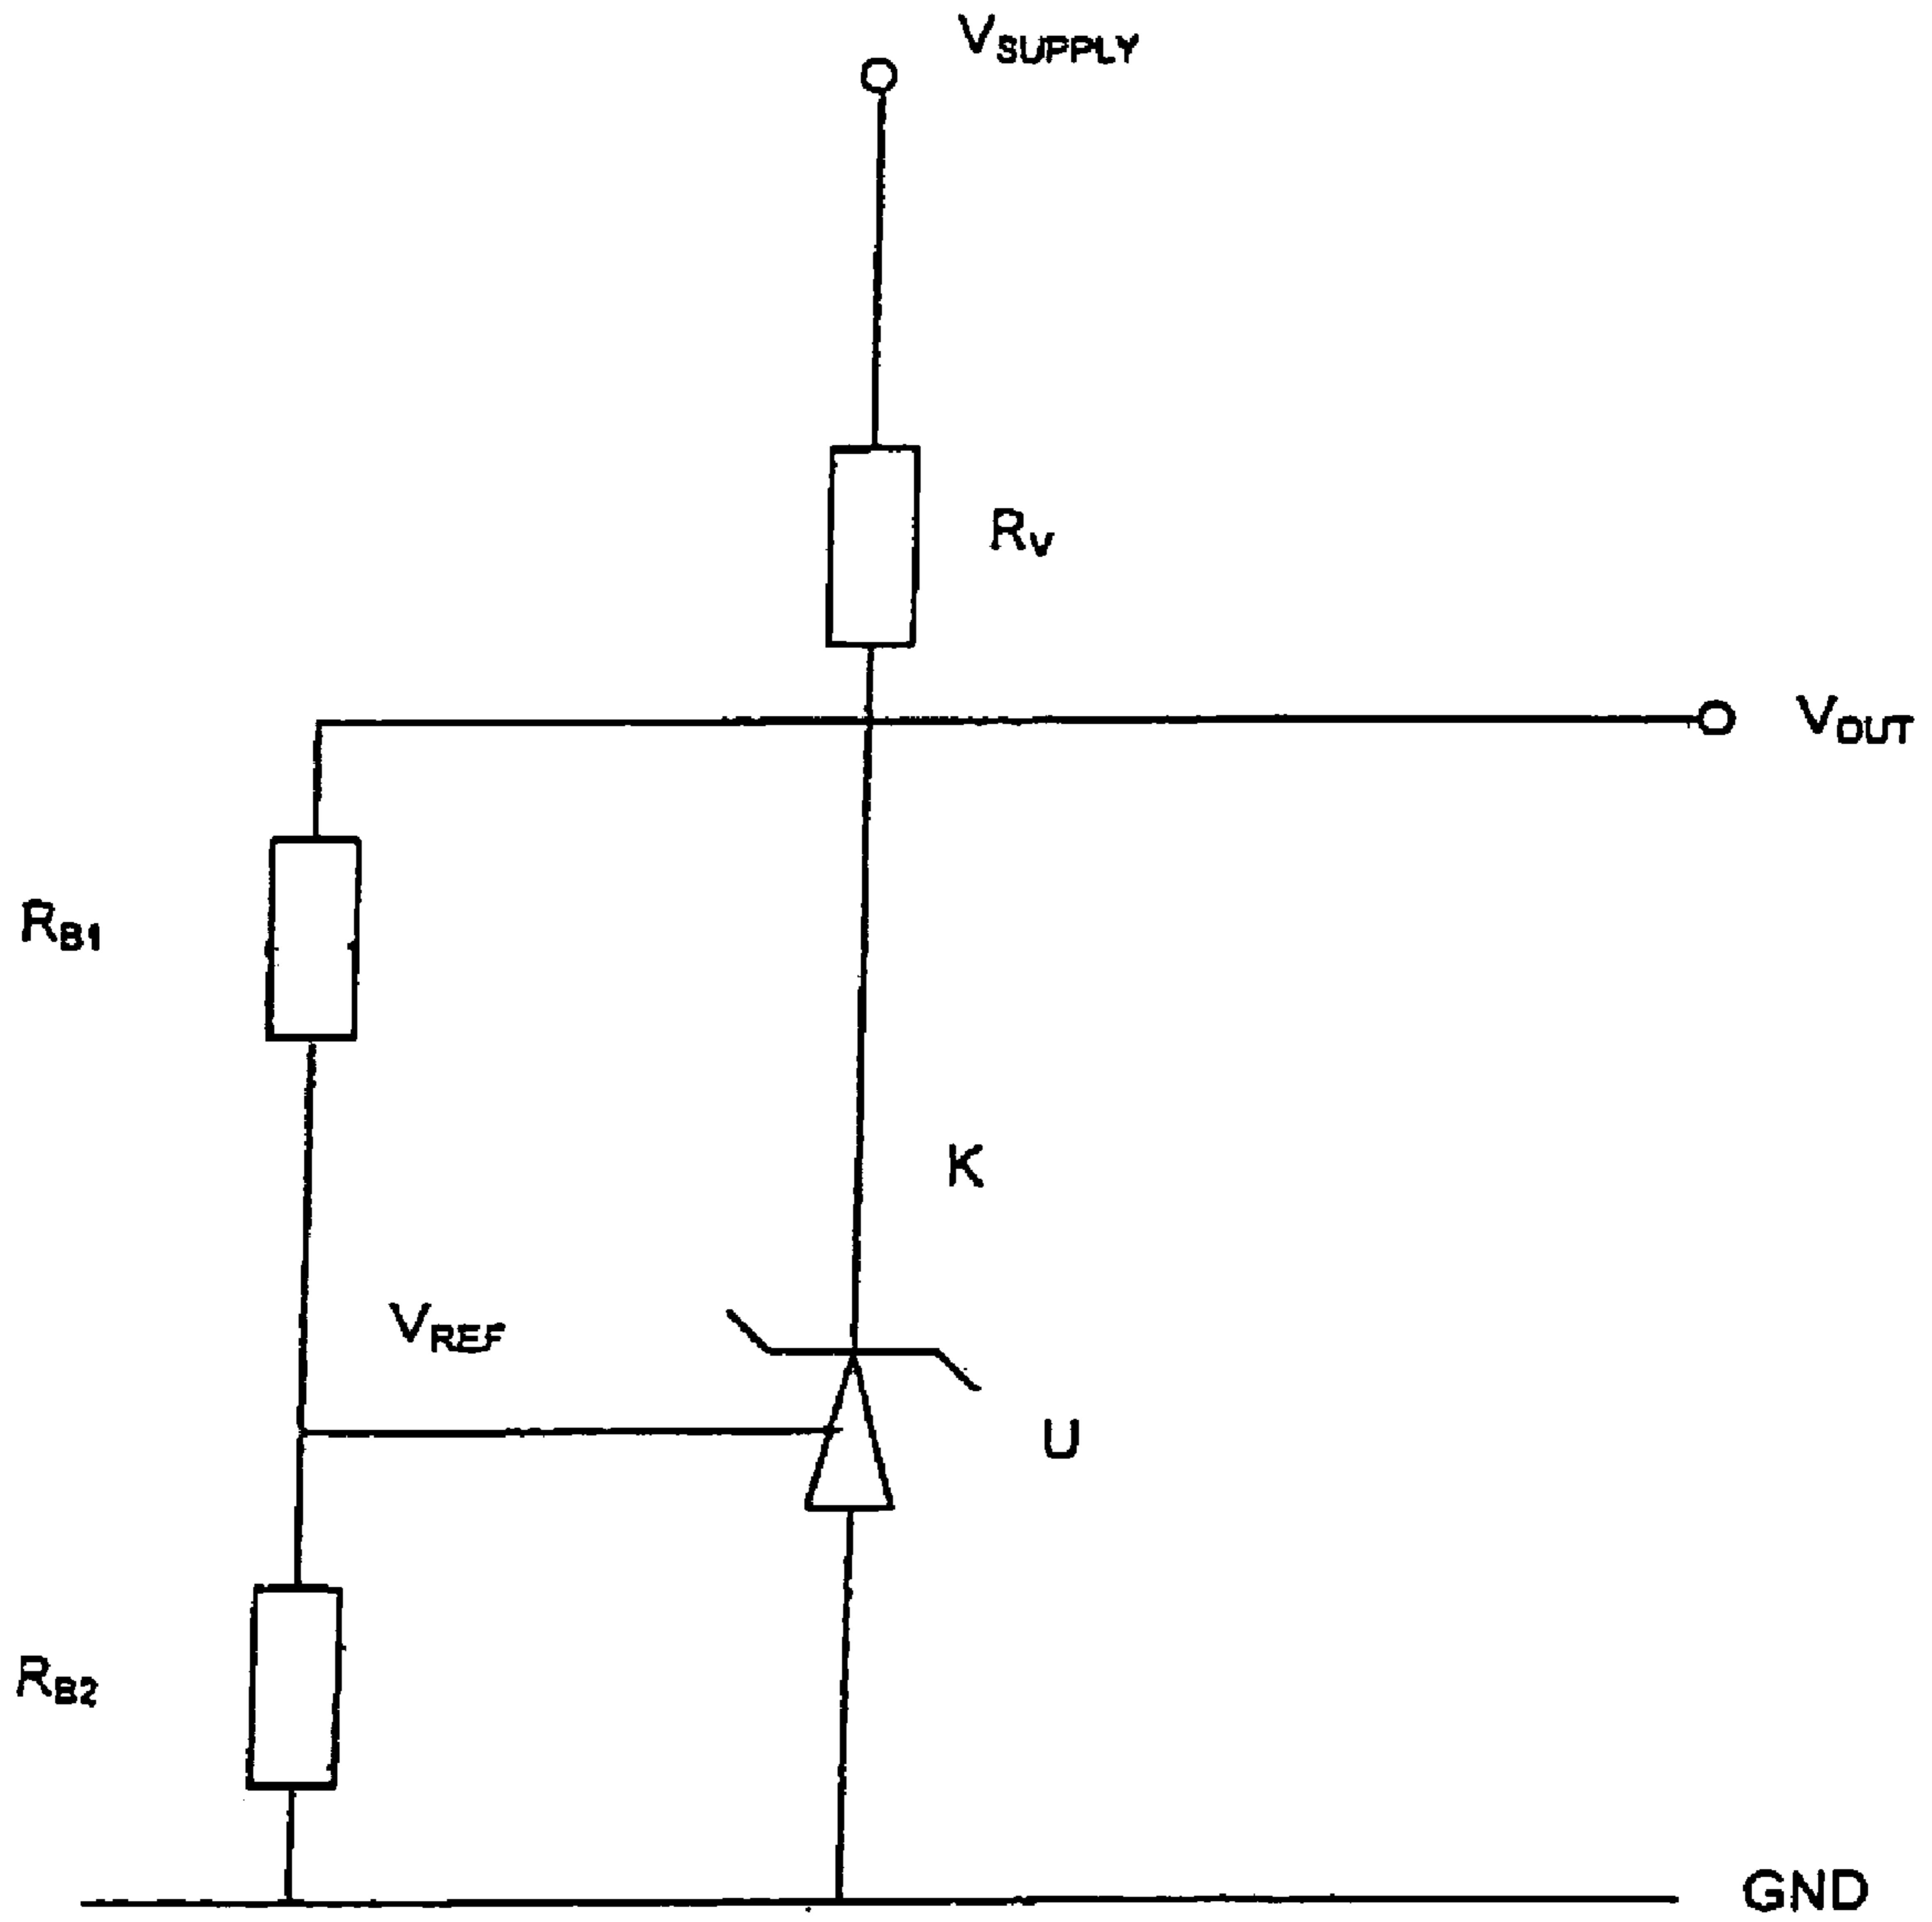 VSUPPLY
RV
VOUT
RB1
K
VREF
U
RB2
GND